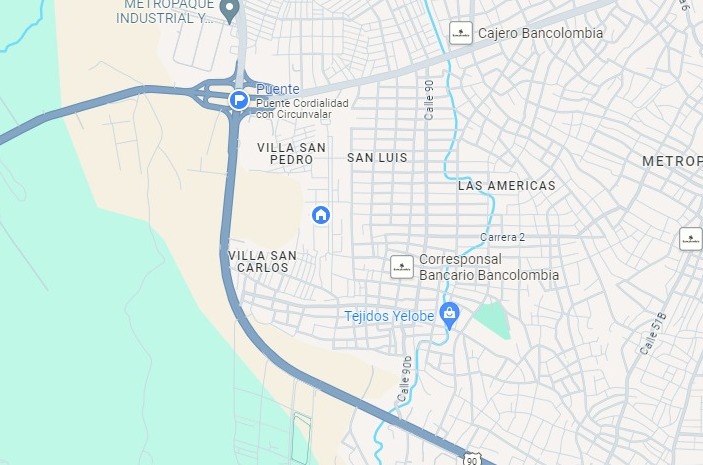 METROPAQUE
INDUSTRIAL Y...
Cajero Bancolombia
Puente
Puente Cordialidad
con Circunvalar
Calle 90
VILLA SAN
PEDRO
SAN LUIS
METROP
LAS AMERICAS
Carrera 2
VILLA SAN
CARLOS
Corresponsal
Bancario Bancolombia
Tejidos Yelobe
Calle 51B
Calle 90b
90